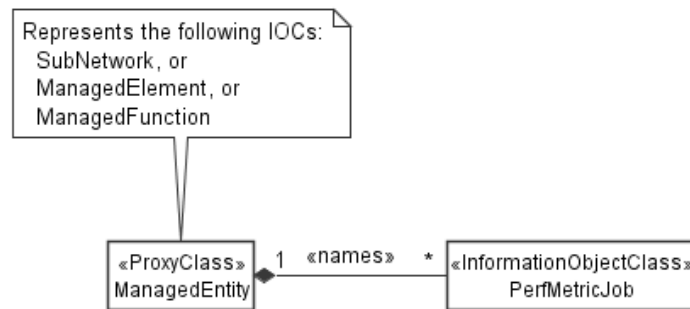 Represents the following IOCs:
SubNetwork, or
ManagedElement, or
ManagedFunction
«ProxyClass»
ManagedEntity
1 «names» *
«InformationObjectClass»
PerfMetricJob